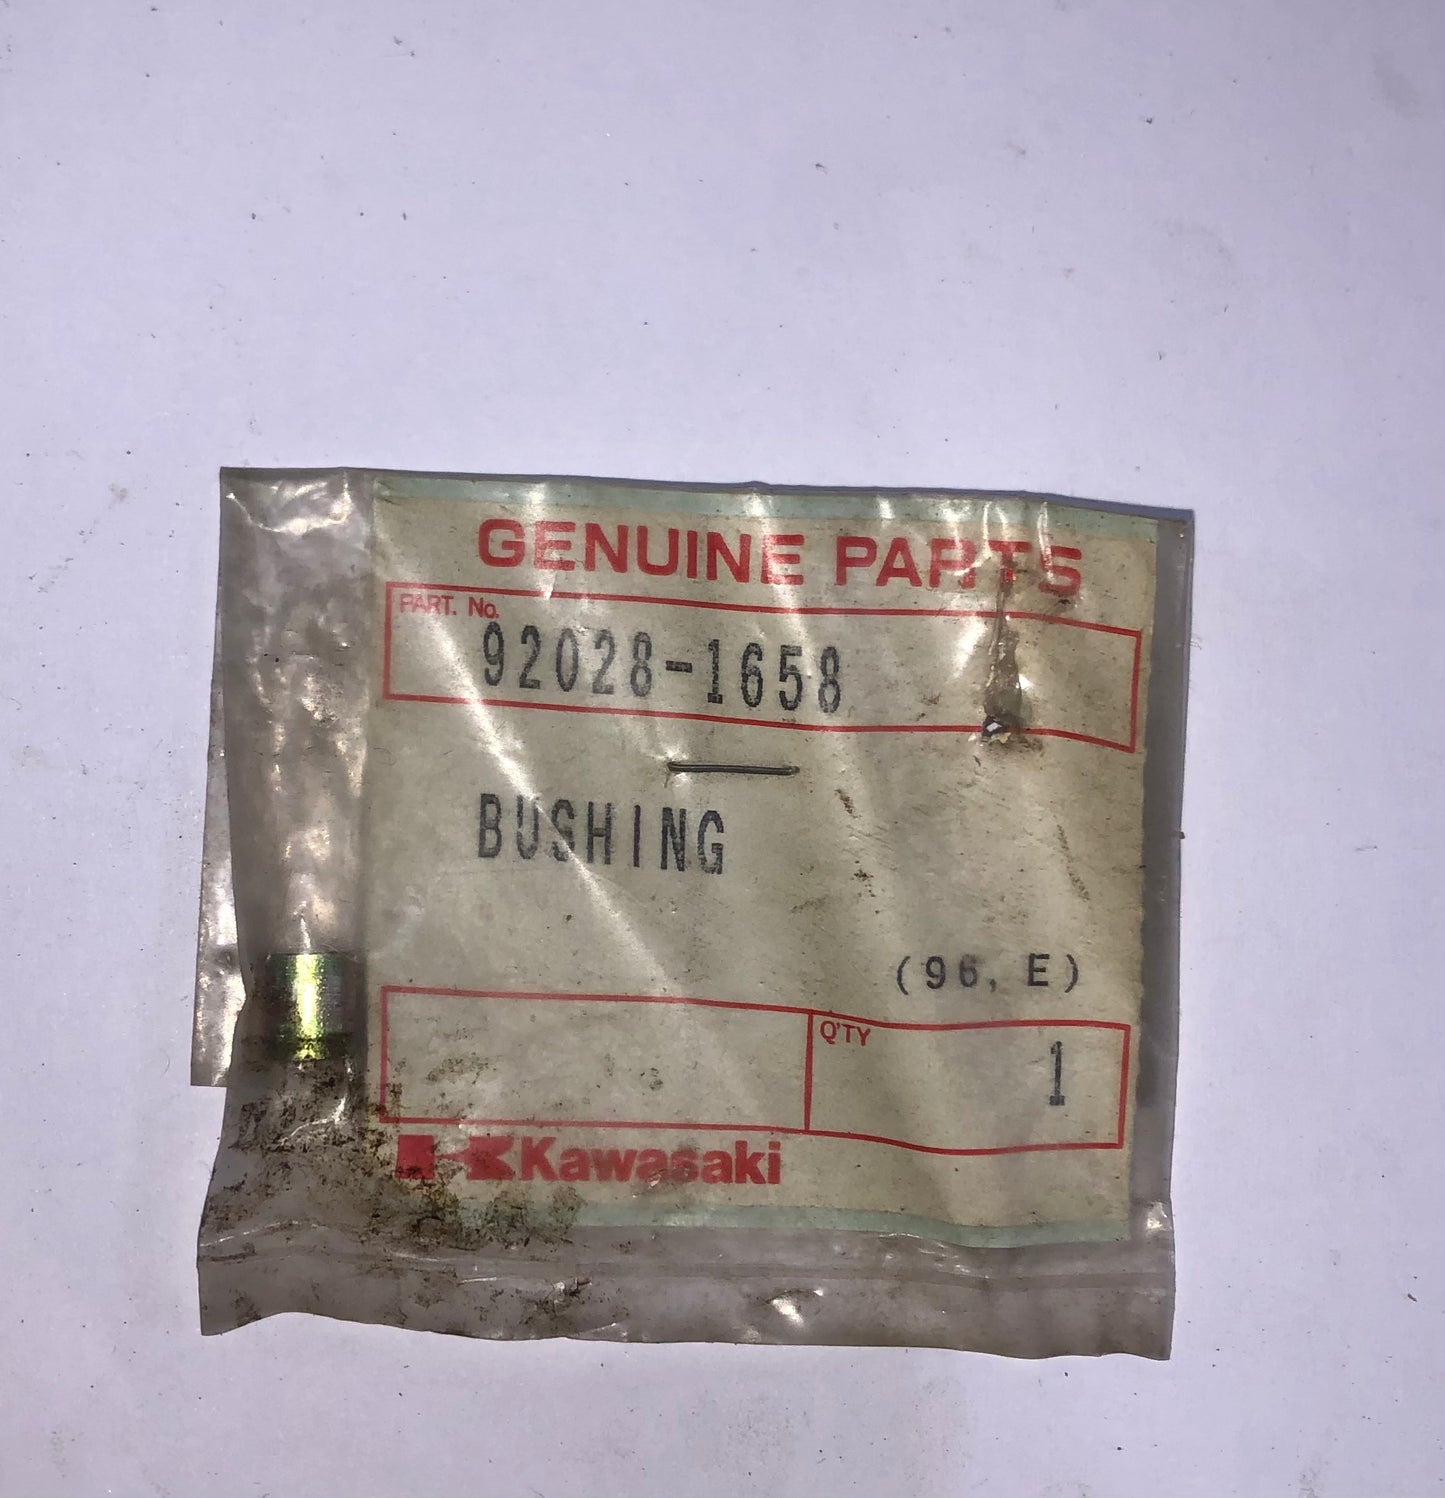 GENUINE PARTS
PART. No.
92028-1658
BUSHING
(96, E)
Q'TY
1
Kawasaki